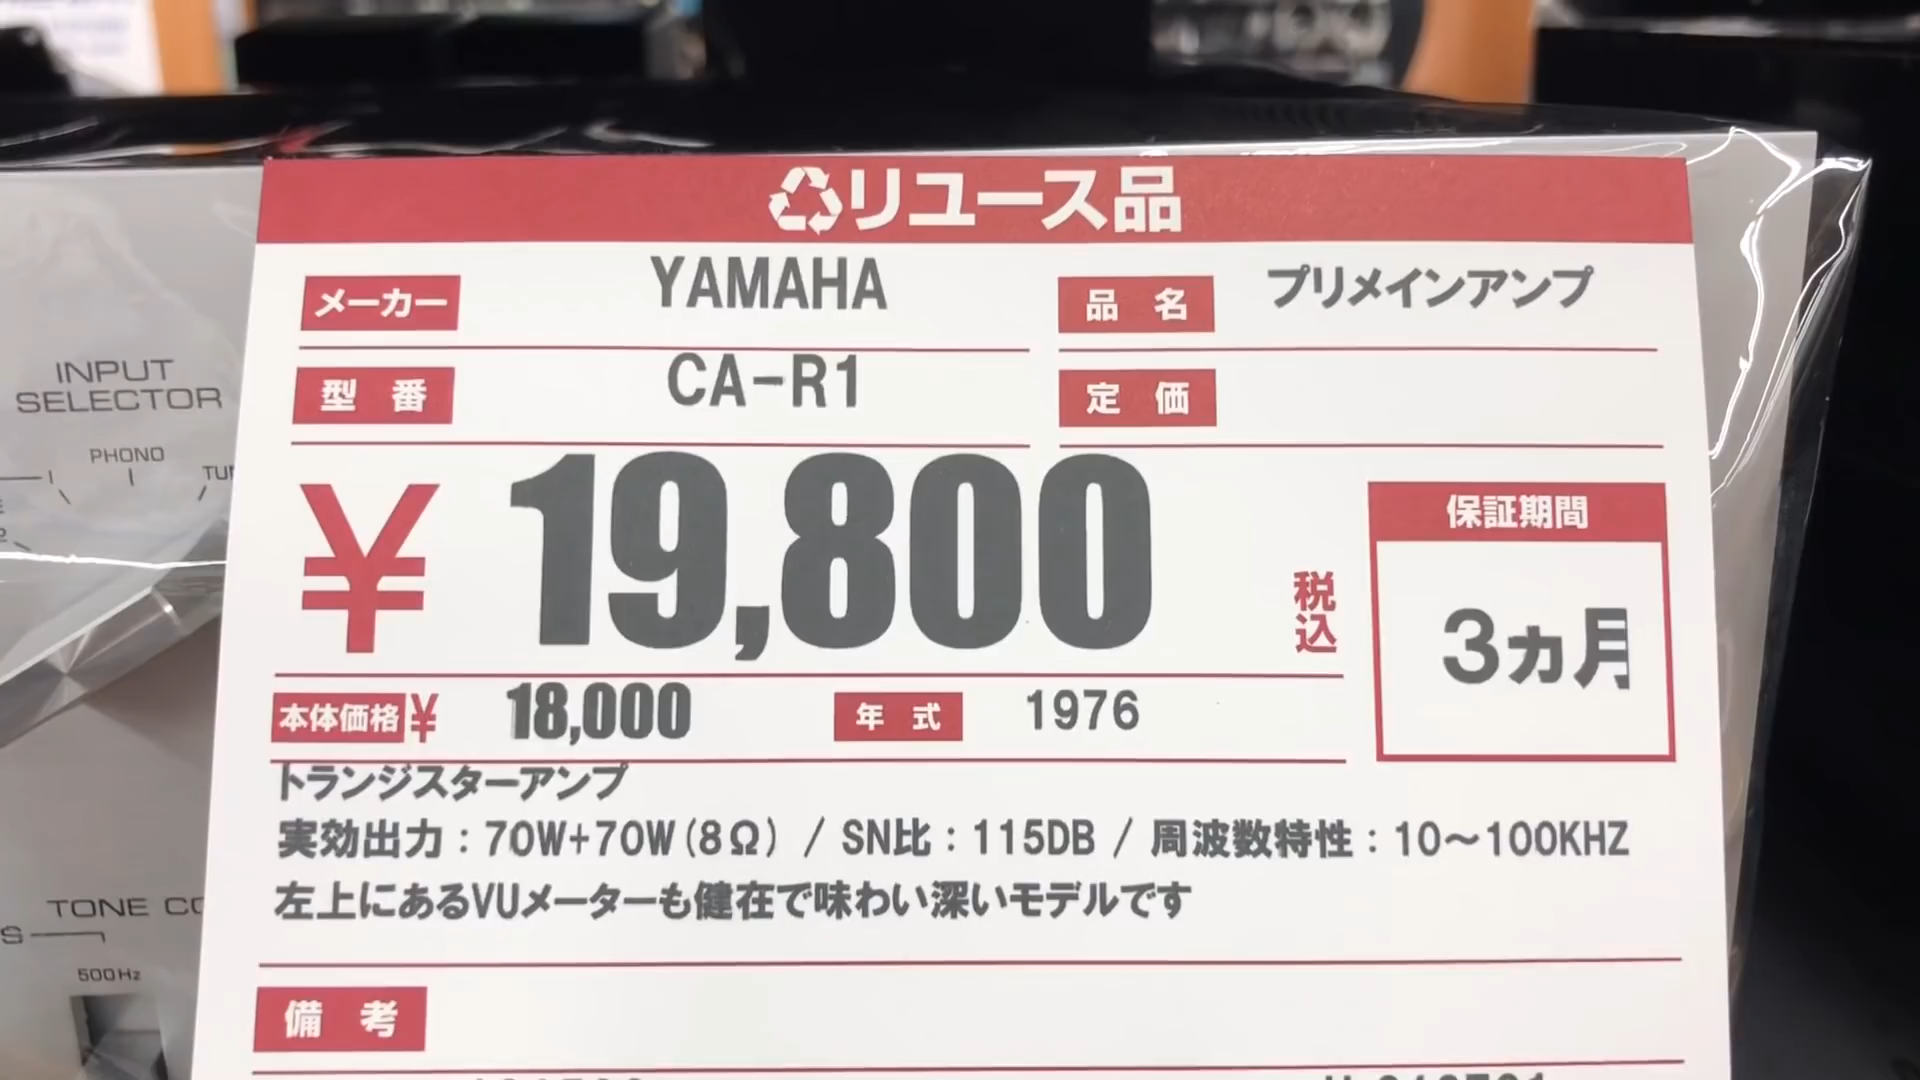 リユース品
メーカー YAMAHA 品名 プリメインアンプ
型番 CA-R1 定価
¥19,800 税込
保証期間
3ヵ月
本体価格¥ 18,000 年式 1976
トランジスターアンプ
実効出力:70W+70W(8Ω) / SN比:115DB / 周波数特性:10〜100KHZ
左上にあるVUメーターも健在で味わい深いモデルです
備考
INPUT
SELECTOR
PHONO
TONE
500Hz